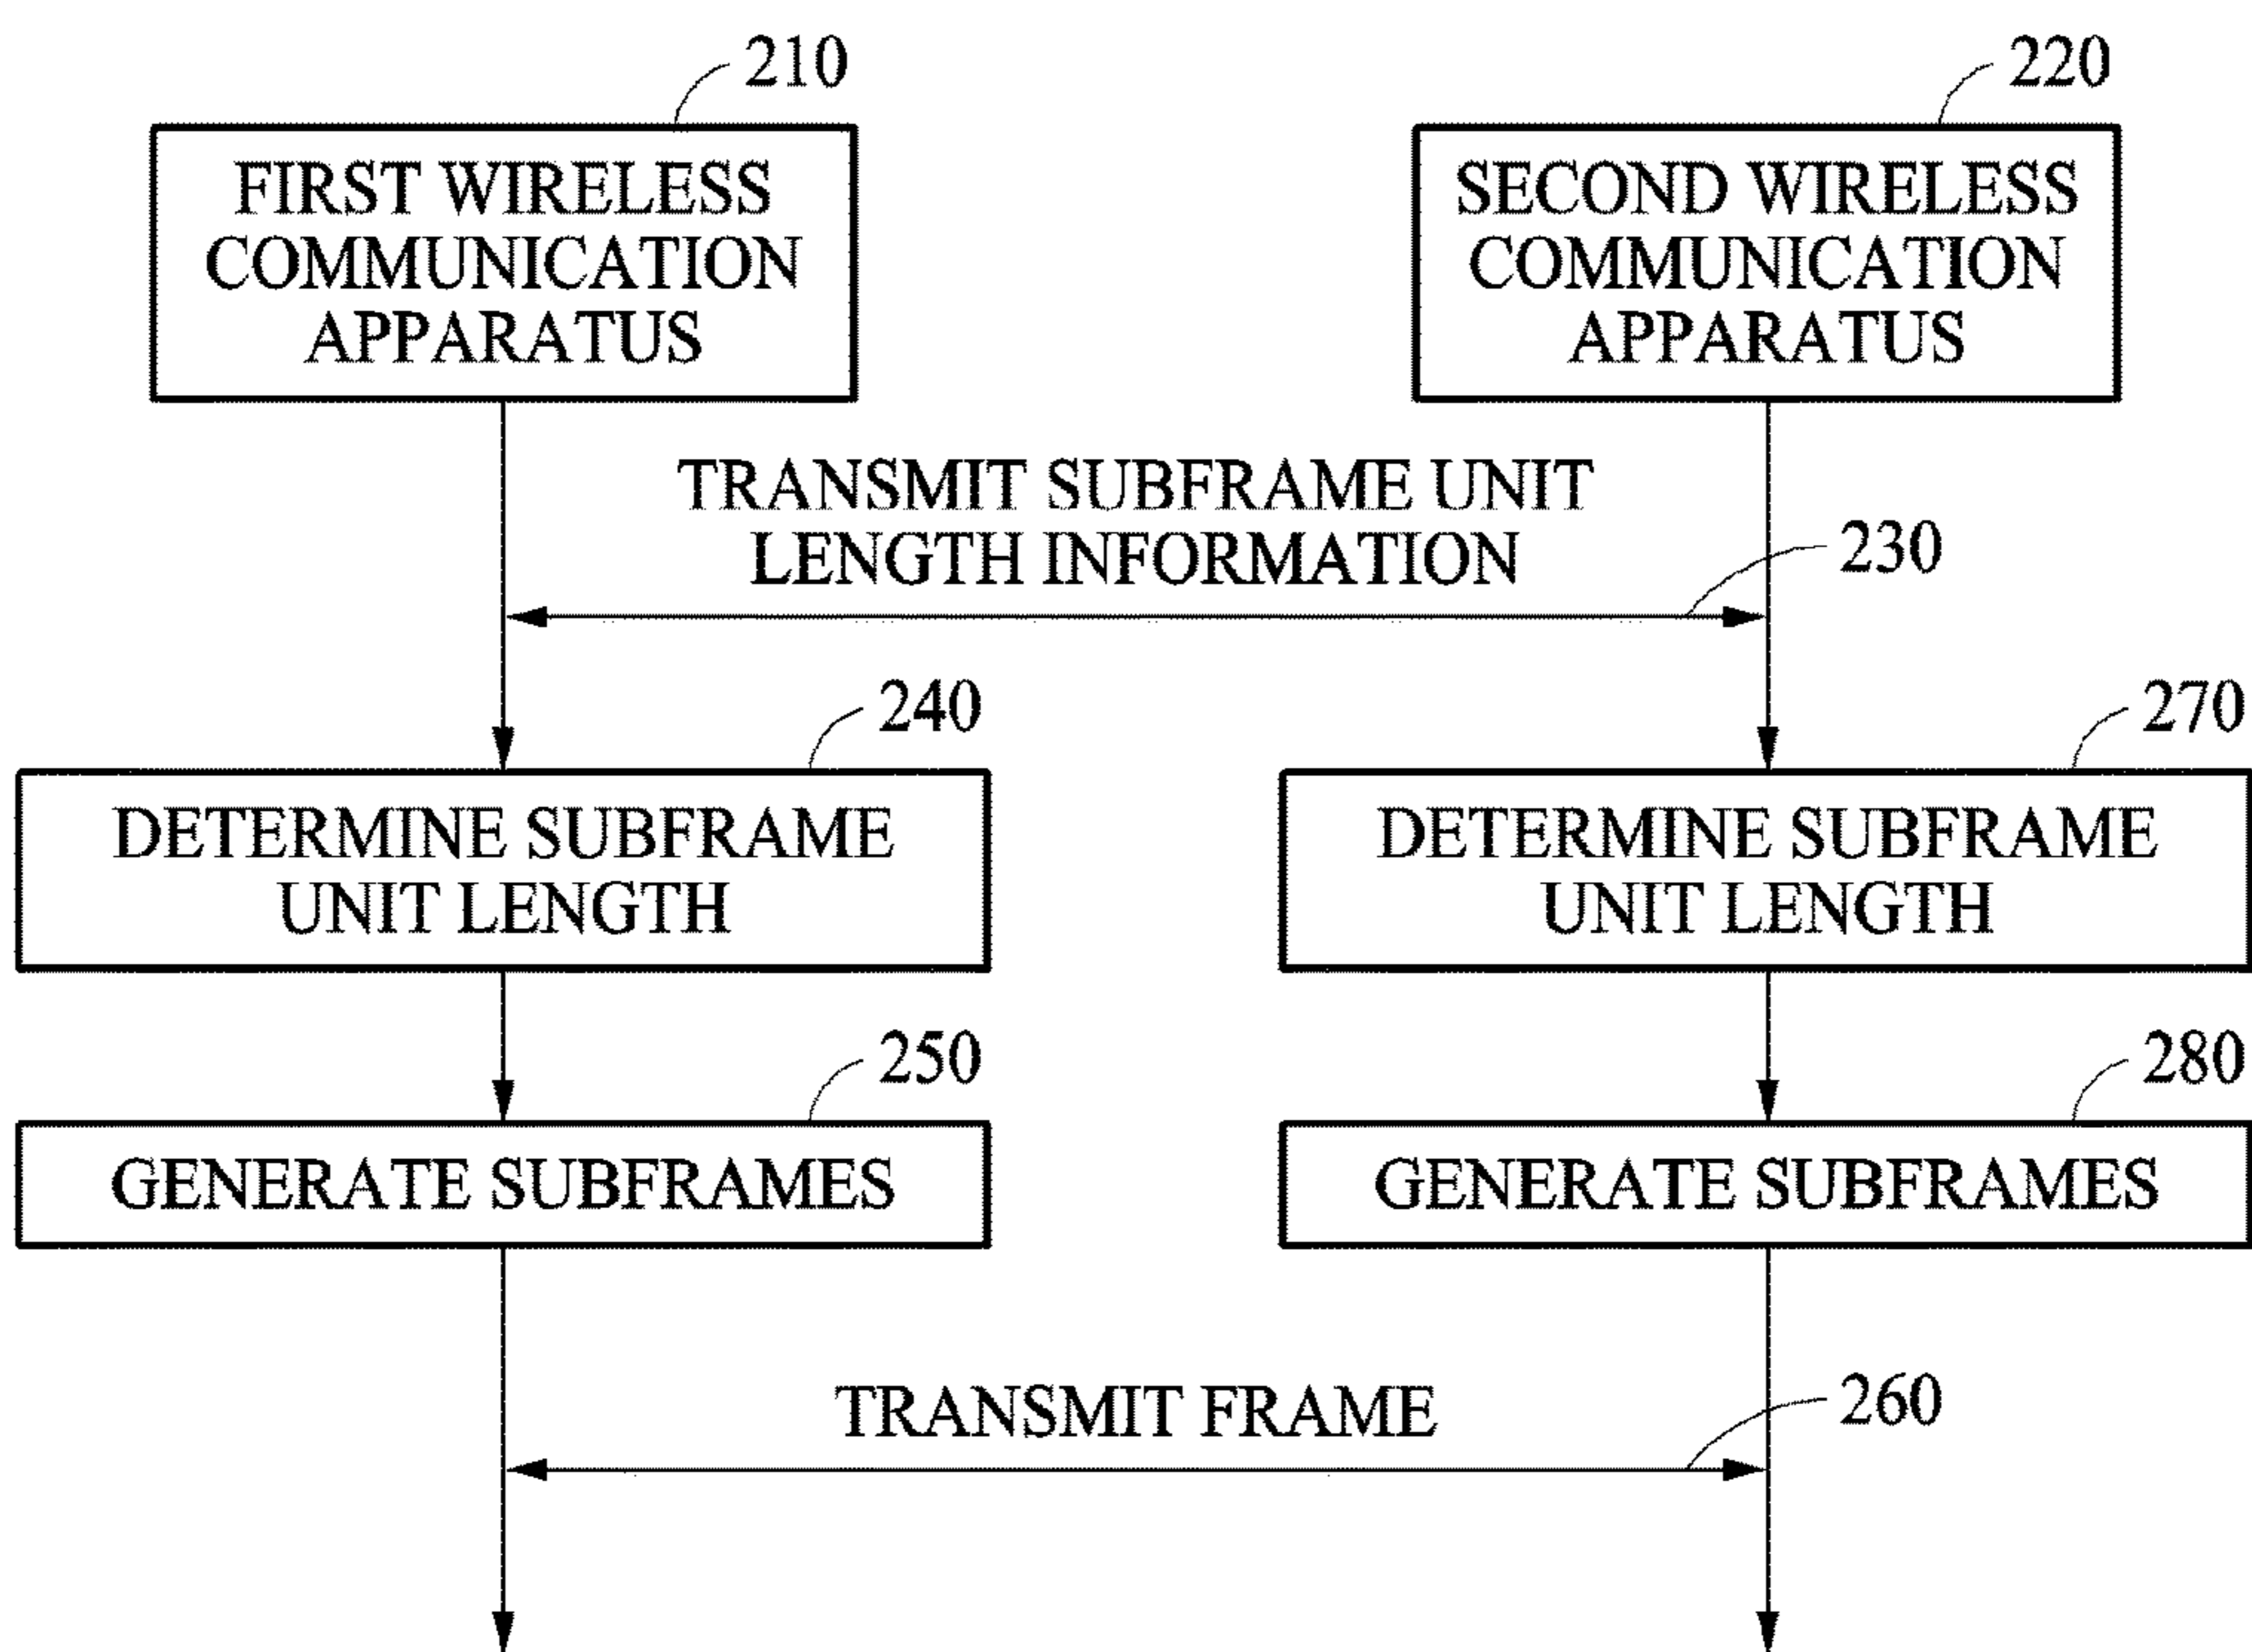 210
220
FIRST WIRELESS
COMMUNICATION
APPARATUS
SECOND WIRELESS
COMMUNICATION
APPARATUS
TRANSMIT SUBFRAME UNIT
LENGTH INFORMATION
230
240
270
DETERMINE SUBFRAME
UNIT LENGTH
DETERMINE SUBFRAME
UNIT LENGTH
250
280
GENERATE SUBFRAMES
GENERATE SUBFRAMES
TRANSMIT FRAME
260